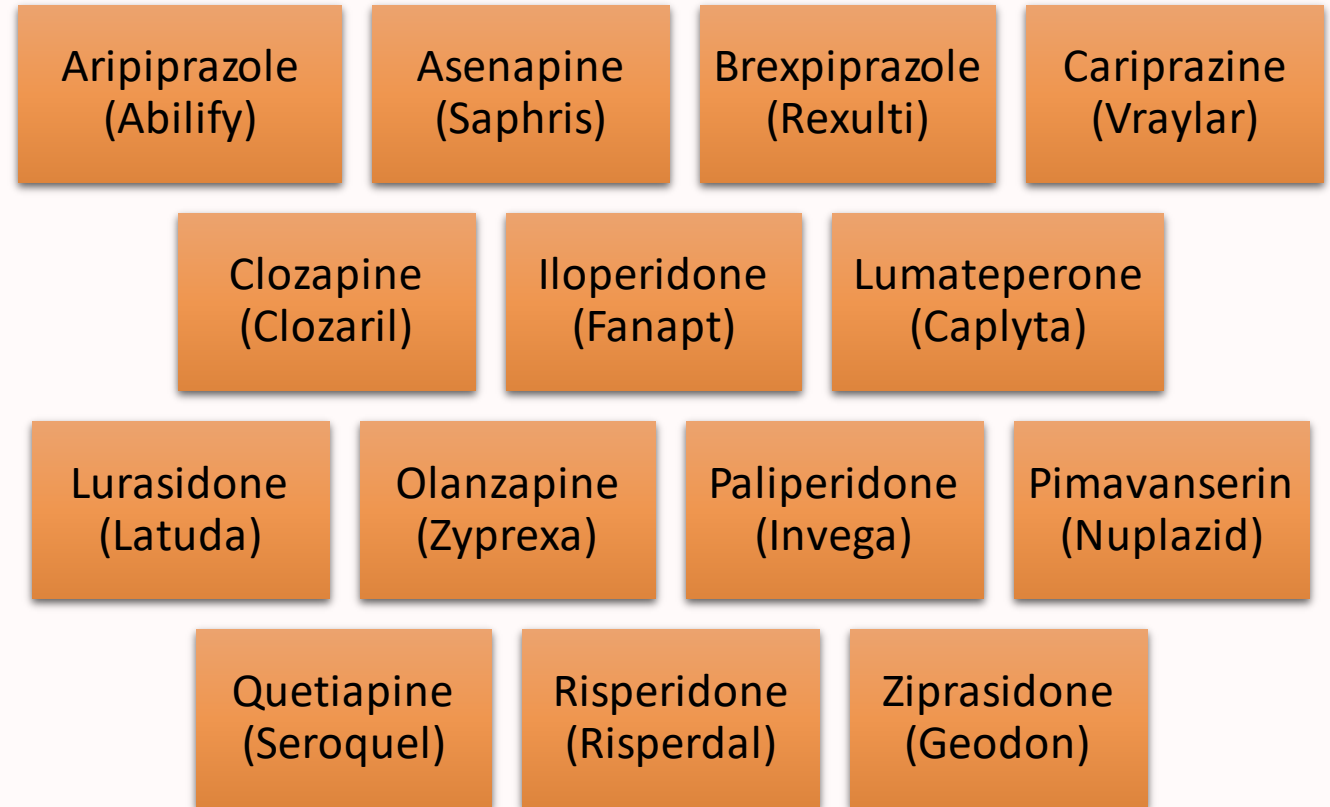 Aripiprazole
(Abilify)
Asenapine
(Saphris)
Brexpiprazole
(Rexulti)
Cariprazine
(Vraylar)
Clozapine
(Clozaril)
Iloperidone
(Fanapt)
Lumateperone
(Caplyta)
Lurasidone
(Latuda)
Olanzapine
(Zyprexa)
Paliperidone
(Invega)
Pimavanserin
(Nuplazid)
Quetiapine
(Seroquel)
Risperidone
(Risperdal)
Ziprasidone
(Geodon)